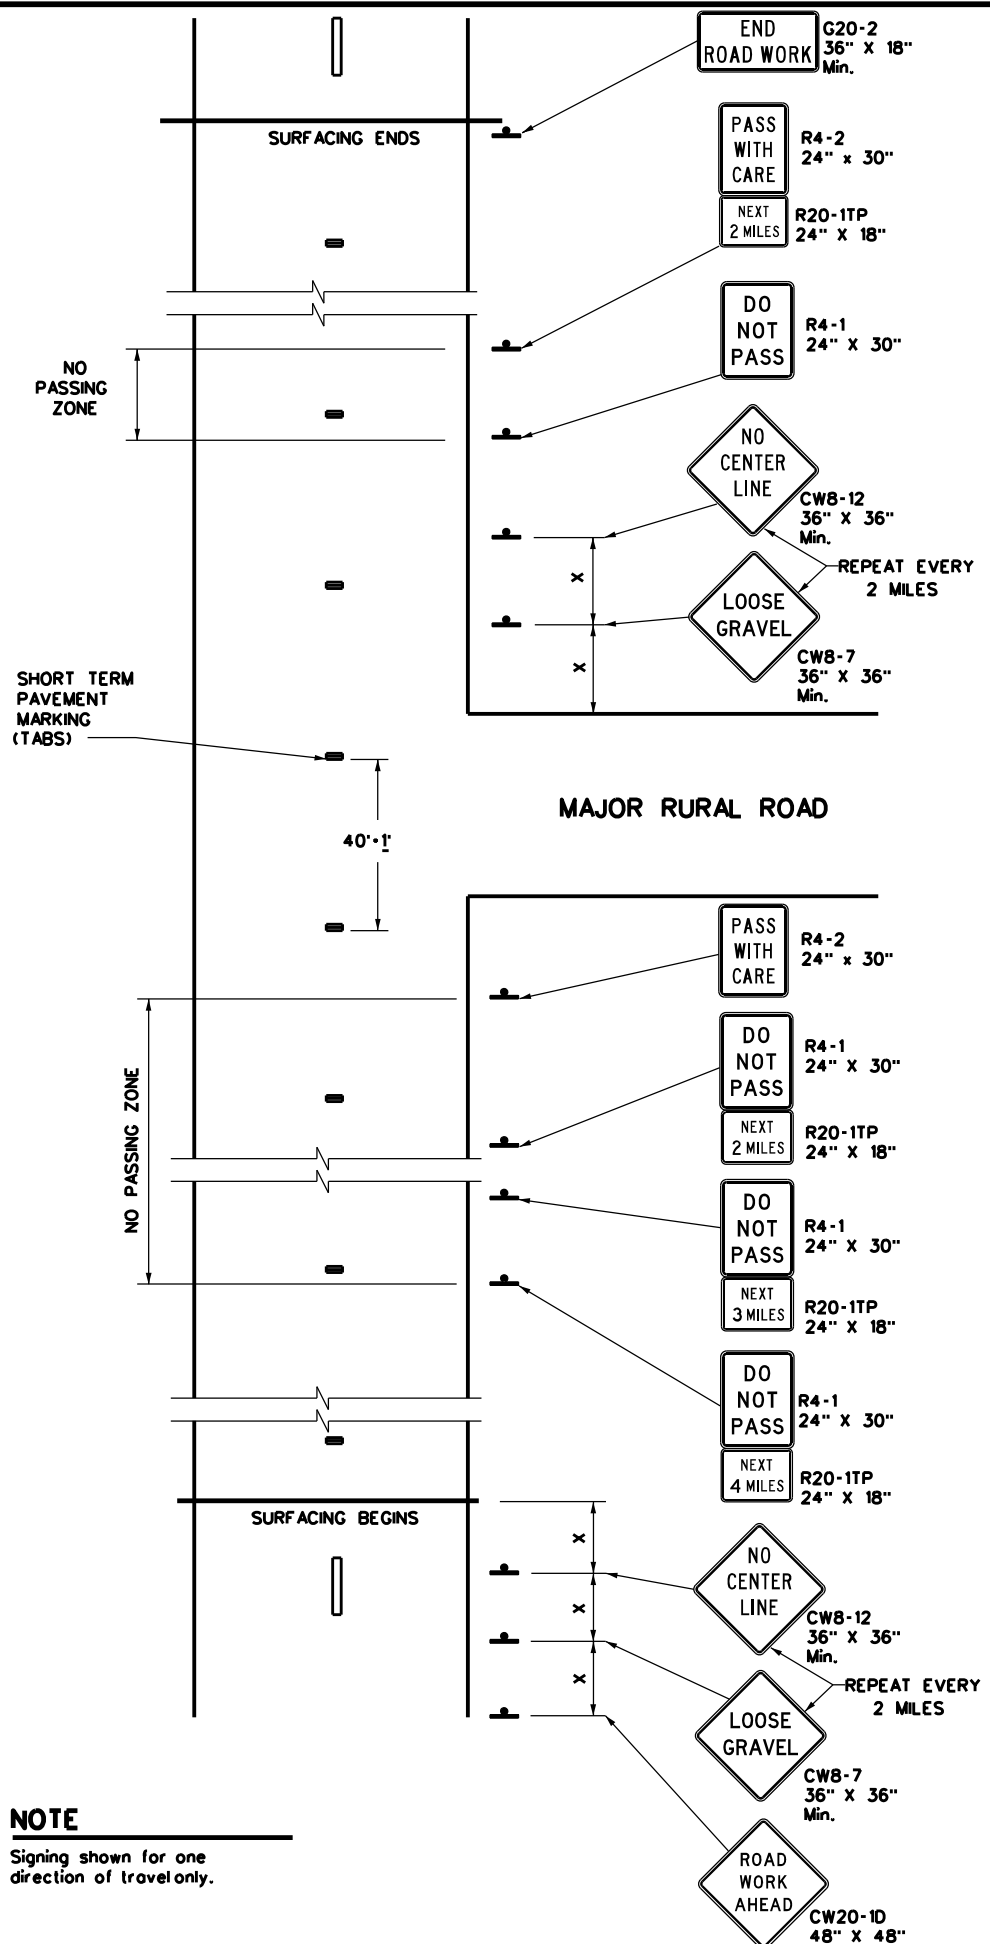 END
ROAD WORK
G20-2
36" X 18"
Min.
SURFACING ENDS
PASS
WITH
CARE
R4-2
24" x 30"
NEXT
2 MILES
R20-1TP
24" X 18"
DO
NOT
PASS
R4-1
24" X 30"
NO
PASSING
ZONE
NO
CENTER
LINE
CW8-12
36" X 36"
Min.
REPEAT EVERY
2 MILES
X
LOOSE
GRAVEL
CW8-7
36" X 36"
Min.
X
SHORT TERM
PAVEMENT
MARKING
(TABS)
MAJOR RURAL ROAD
40'·1'
PASS
WITH
CARE
R4-2
24" x 30"
DO
NOT
PASS
R4-1
24" X 30"
NEXT
2 MILES
R20-1TP
24" X 18"
NO PASSING ZONE
DO
NOT
PASS
R4-1
24" X 30"
NEXT
3 MILES
R20-1TP
24" X 18"
DO
NOT
PASS
R4-1
24" X 30"
NEXT
4 MILES
R20-1TP
24" X 18"
SURFACING BEGINS
X
NO
CENTER
LINE
CW8-12
36" X 36"
Min.
X
REPEAT EVERY
2 MILES
X
LOOSE
GRAVEL
CW8-7
36" X 36"
Min.
NOTE
Signing shown for one
direction of travel only.
ROAD
WORK
AHEAD
CW20-1D
48" X 48"